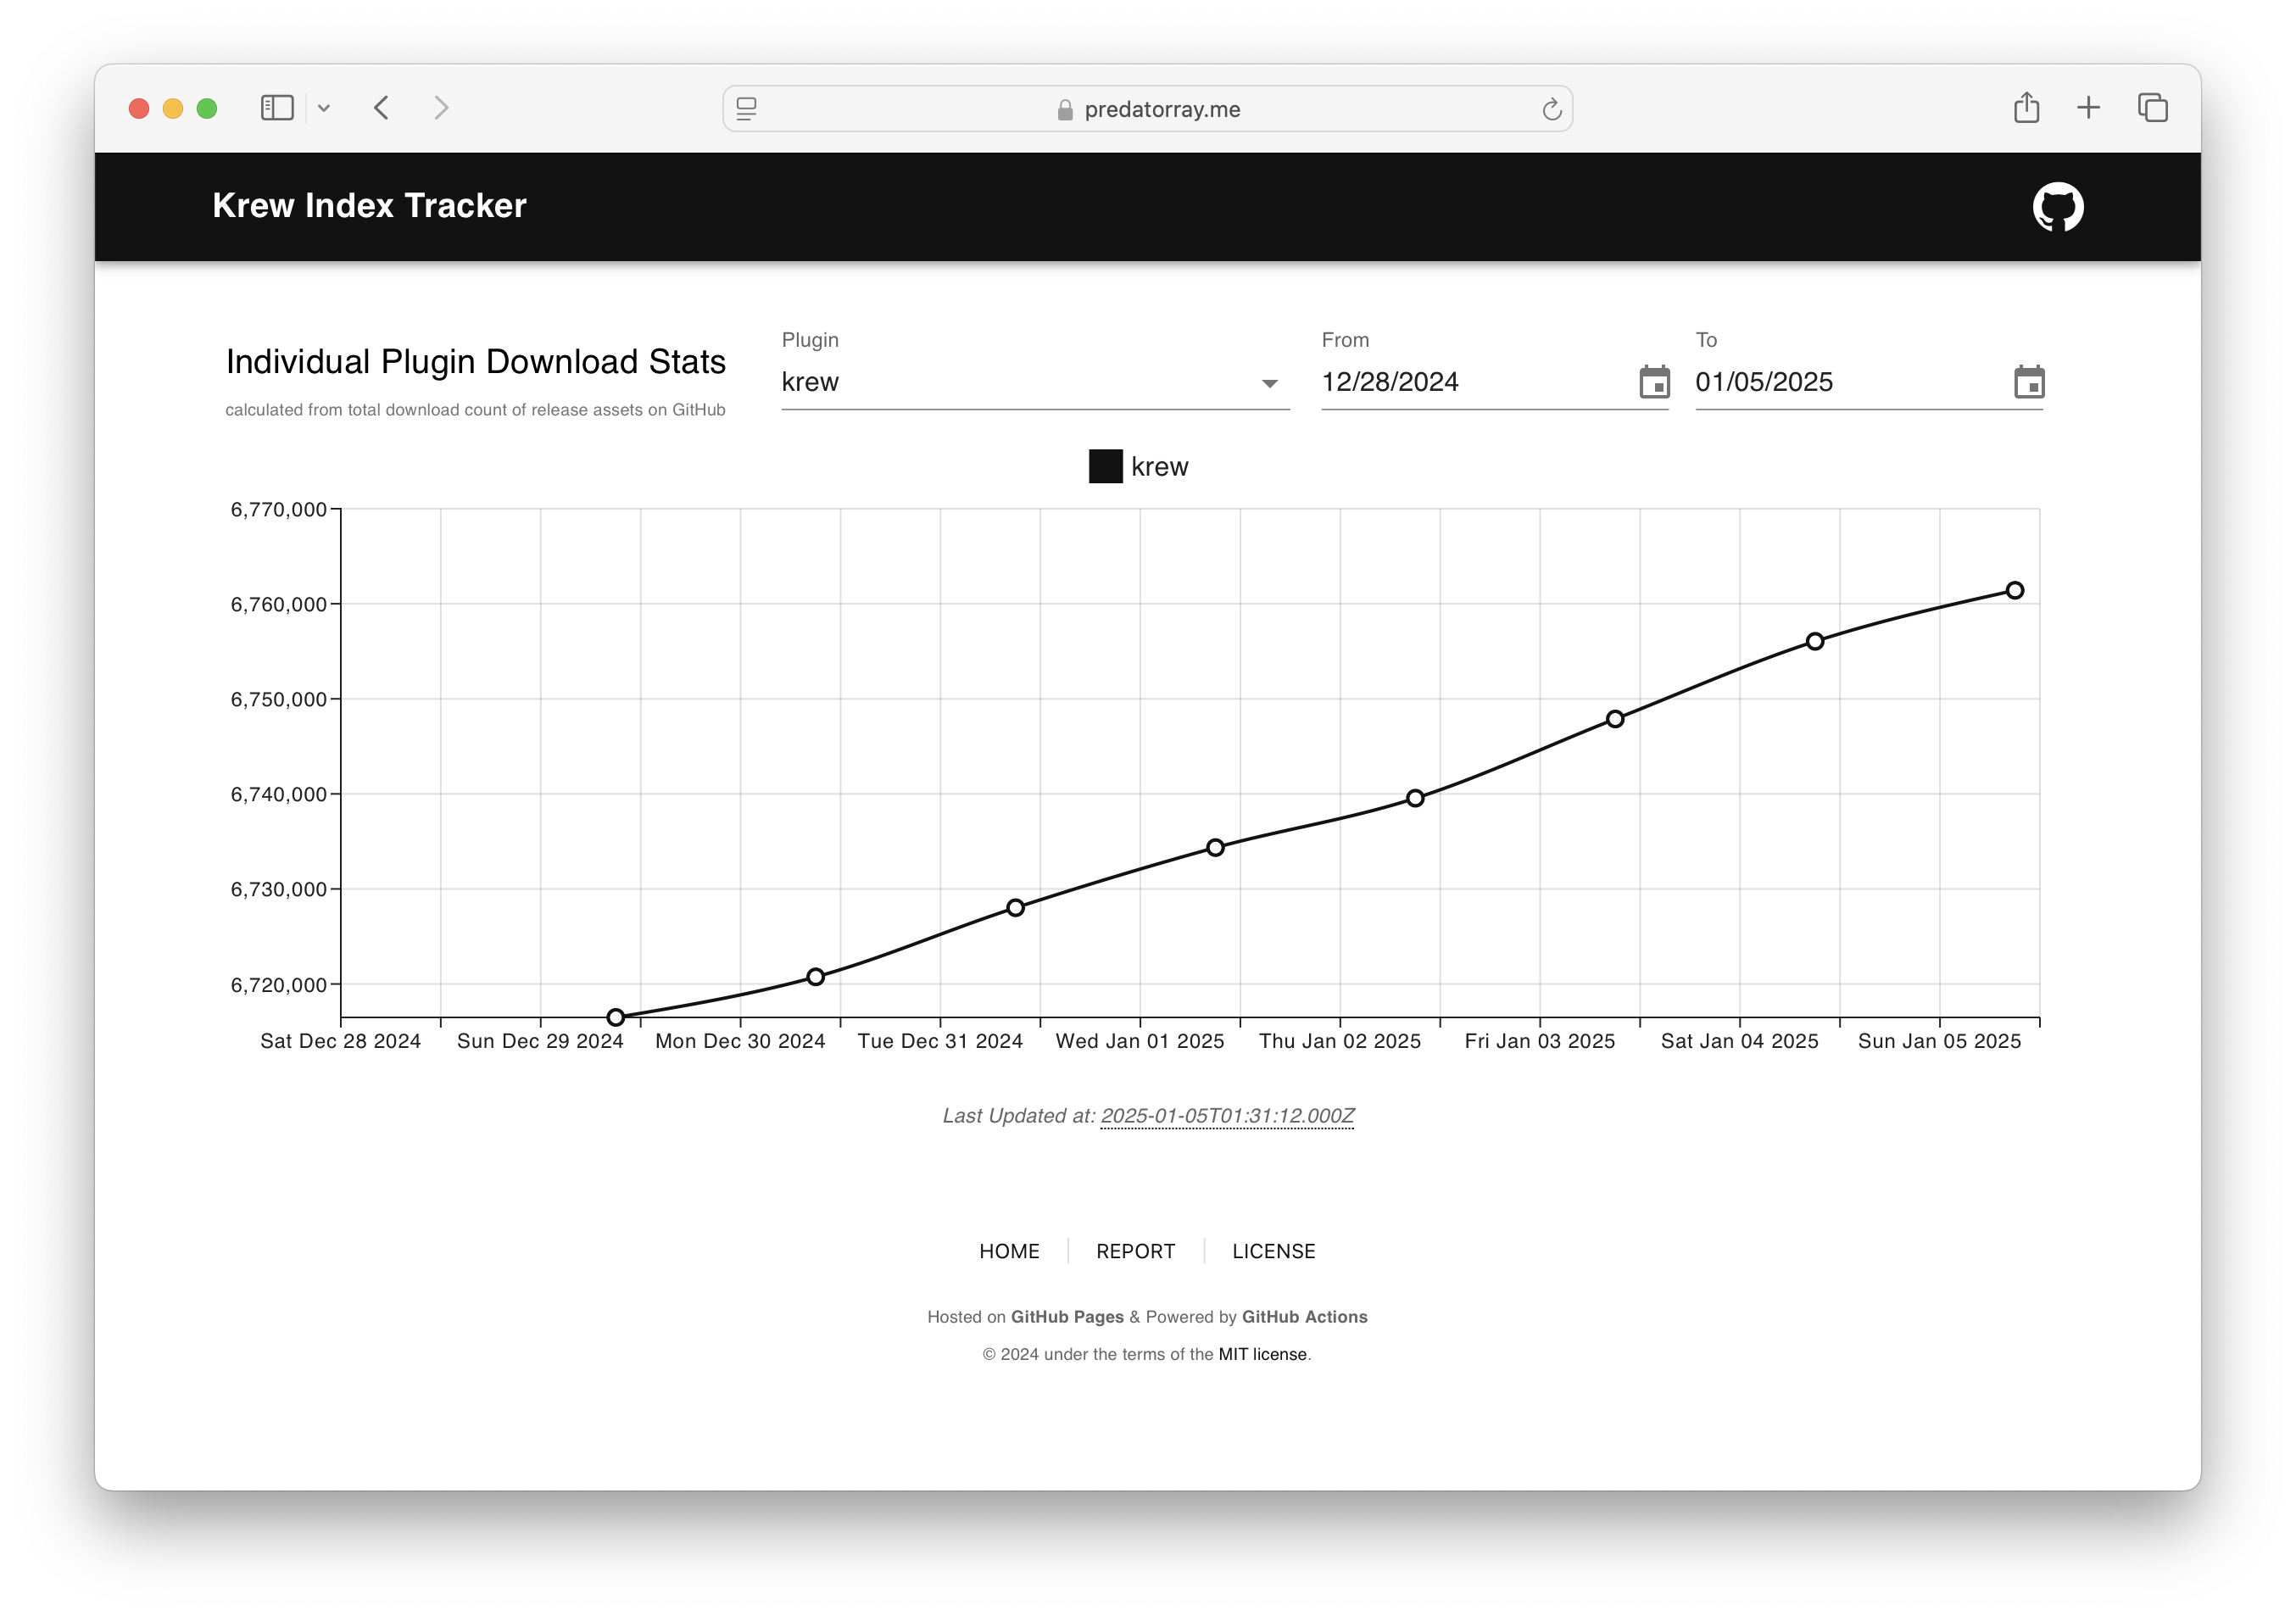 predatorray.me
Krew Index Tracker
Individual Plugin Download Stats
calculated from total download count of release assets on GitHub
Plugin
krew
From
12/28/2024
To
01/05/2025
krew
6,770,000
6,760,000
6,750,000
6,740,000
6,730,000
6,720,000
Sat Dec 28 2024 Sun Dec 29 2024 Mon Dec 30 2024 Tue Dec 31 2024 Wed Jan 01 2025 Thu Jan 02 2025 Fri Jan 03 2025 Sat Jan 04 2025 Sun Jan 05 2025
Last Updated at: 2025-01-05T01:31:12.000Z
HOME REPORT LICENSE
Hosted on GitHub Pages & Powered by GitHub Actions
© 2024 under the terms of the MIT license.